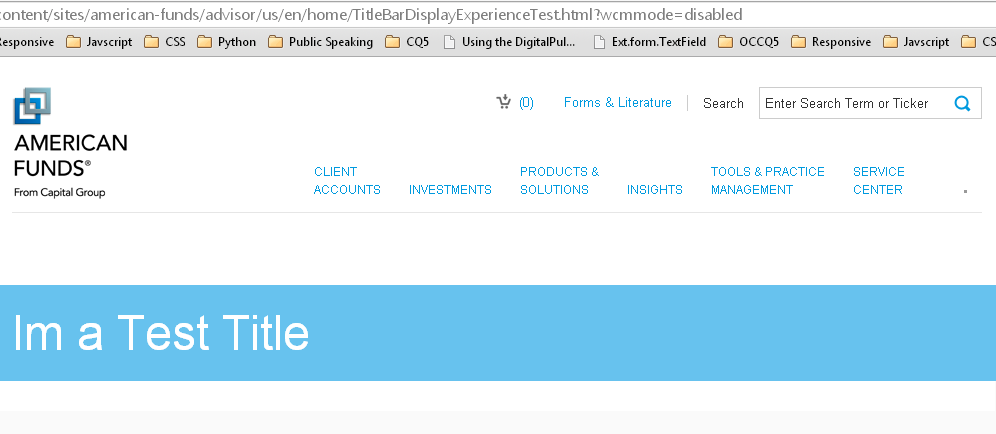 content/sites/american-funds/advisor/us/en/home/TitleBarDisplayExperienceTest.html?wcmmode=disabled
Responsive Javscript CSS Python Public Speaking CQ5 Using the DigitalPul... Ext.form.TextField OCCQ5 Responsive Javscript CS
(0) Forms & Literature Search Enter Search Term or Ticker
AMERICAN
FUNDS®
From Capital Group
CLIENT
ACCOUNTS
INVESTMENTS
PRODUCTS &
SOLUTIONS
INSIGHTS
TOOLS & PRACTICE
MANAGEMENT
SERVICE
CENTER
Im a Test Title